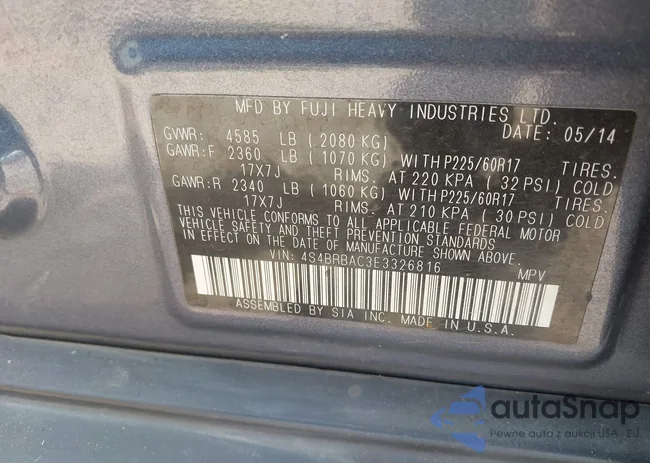 MFD BY FUJI HEAVY INDUSTRIES LTD.
DATE: 05/14
GVWR: 4585 LB (2080 KG)
GAWR:F 2360 LB (1070 KG) WITH P225/60R17 TIRES.
17X7J RIMS. AT 220 KPA (32 PSI) COLD
GAWR:R 2340 LB (1060 KG) WITH P225/60R17 TIRES.
17X7J RIMS. AT 210 KPA (30 PSI) COLD
THIS VEHICLE CONFORMS TO ALL APPLICABLE FEDERAL MOTOR
VEHICLE SAFETY AND THEFT PREVENTION STANDARDS
IN EFFECT ON THE DATE OF MANUFACTURE SHOWN ABOVE.
VIN: 4S4BRBAC3E3326816 MPV
ASSEMBLED BY SIA INC. MADE IN U.S.A.
autoSnap
Pewne auto z aukcji USA i EU